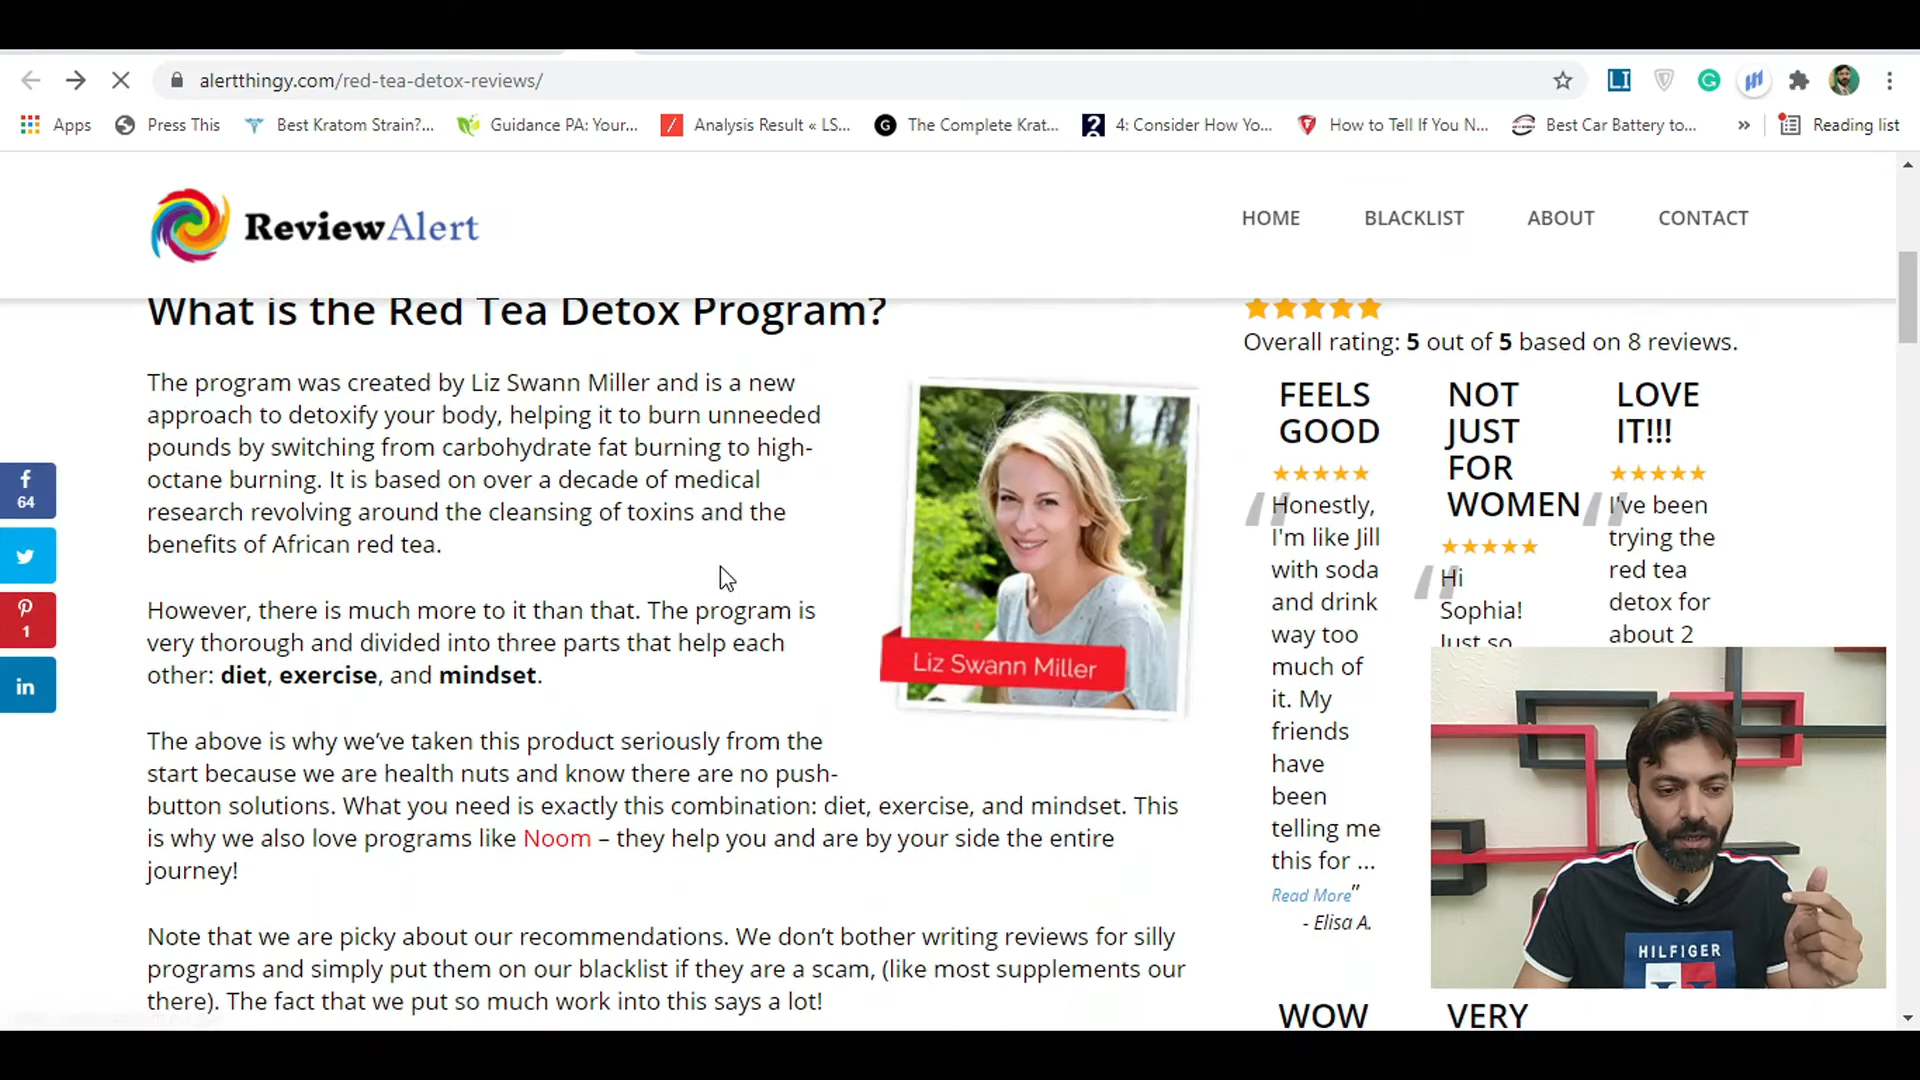 alertthingy.com/red-tea-detox-reviews/
Apps
Press This
Best Kratom Strain?...
Guidance PA: Your...
Analysis Result « LS...
The Complete Krat...
4: Consider How Yo...
How to Tell If You N...
Best Car Battery to...
»
Reading list
ReviewAlert
HOME
BLACKLIST
ABOUT
CONTACT
What is the Red Tea Detox Program?
The program was created by Liz Swann Miller and is a new
approach to detoxify your body, helping it to burn unneeded
pounds by switching from carbohydrate fat burning to high-
octane burning. It is based on over a decade of medical
research revolving around the cleansing of toxins and the
benefits of African red tea.
However, there is much more to it than that. The program is
very thorough and divided into three parts that help each
other: diet, exercise, and mindset.
The above is why we've taken this product seriously from the
start because we are health nuts and know there are no push-
button solutions. What you need is exactly this combination: diet, exercise, and mindset. This
is why we also love programs like Noom – they help you and are by your side the entire
journey!
Note that we are picky about our recommendations. We don't bother writing reviews for silly
programs and simply put them on our blacklist if they are a scam, (like most supplements our
there). The fact that we put so much work into this says a lot!
Liz Swann Miller
64
1
Overall rating: 5 out of 5 based on 8 reviews.
FEELS
GOOD
Honestly,
I'm like Jill
with soda
and drink
way too
much of
it. My
friends
have
been
telling me
this for ...
Read More"
- Elisa A.
NOT
JUST
FOR
WOMEN
Hi
Sophia!
Just so
LOVE
IT!!!
I've been
trying the
red tea
detox for
about 2
WOW
VERY
HILFIGER